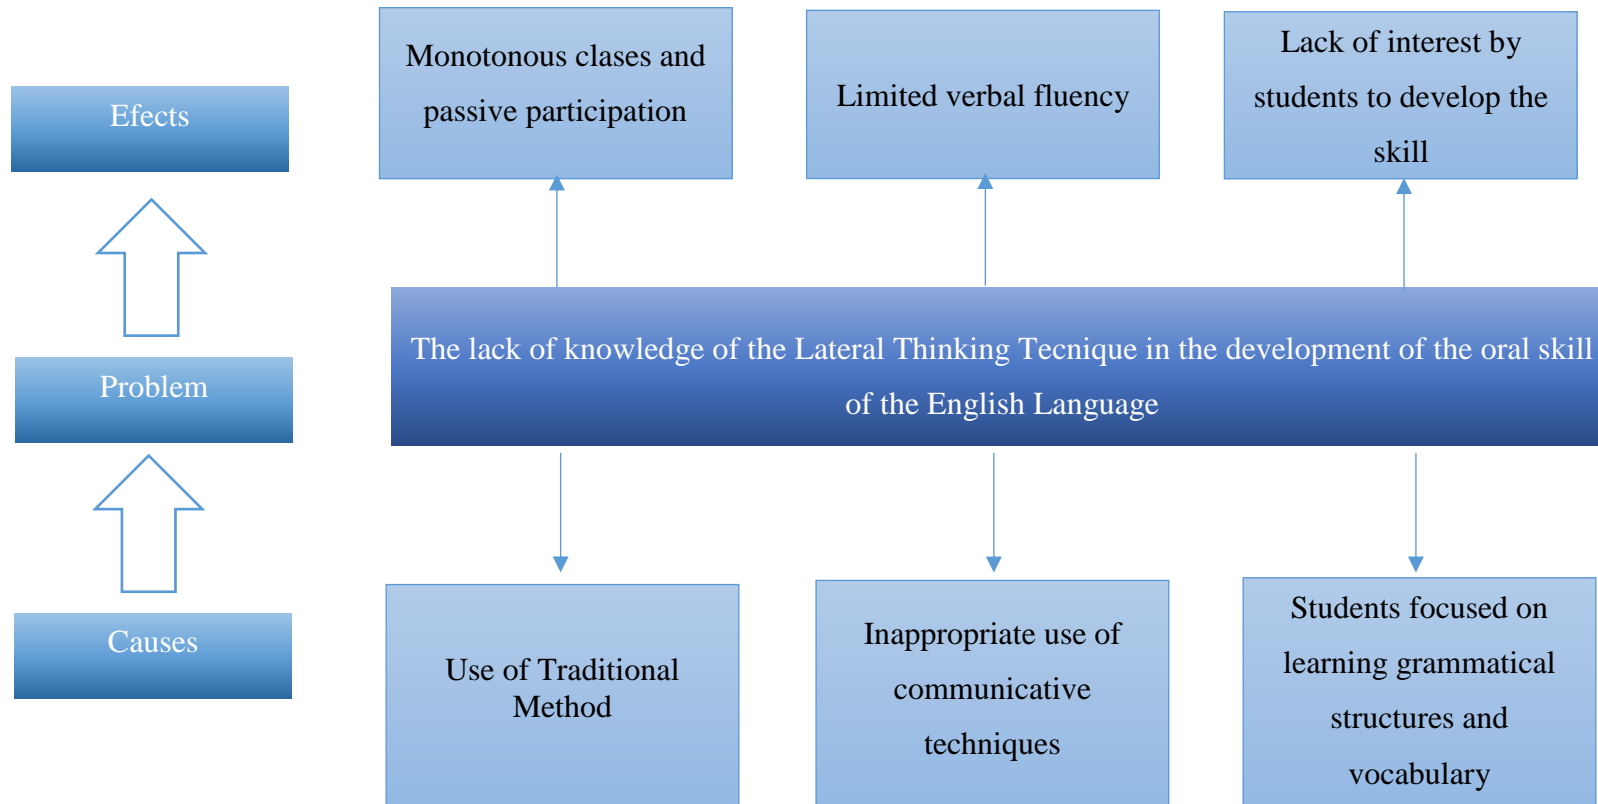 Efects
Monotonous clases and
passive participation
Limited verbal fluency
Lack of interest by
students to develop the
skill
Problem
The lack of knowledge of the Lateral Thinking Tecnique in the development of the oral skill
of the English Language
Causes
Use of Traditional
Method
Inappropriate use of
communicative
techniques
Students focused on
learning grammatical
structures and
vocabulary